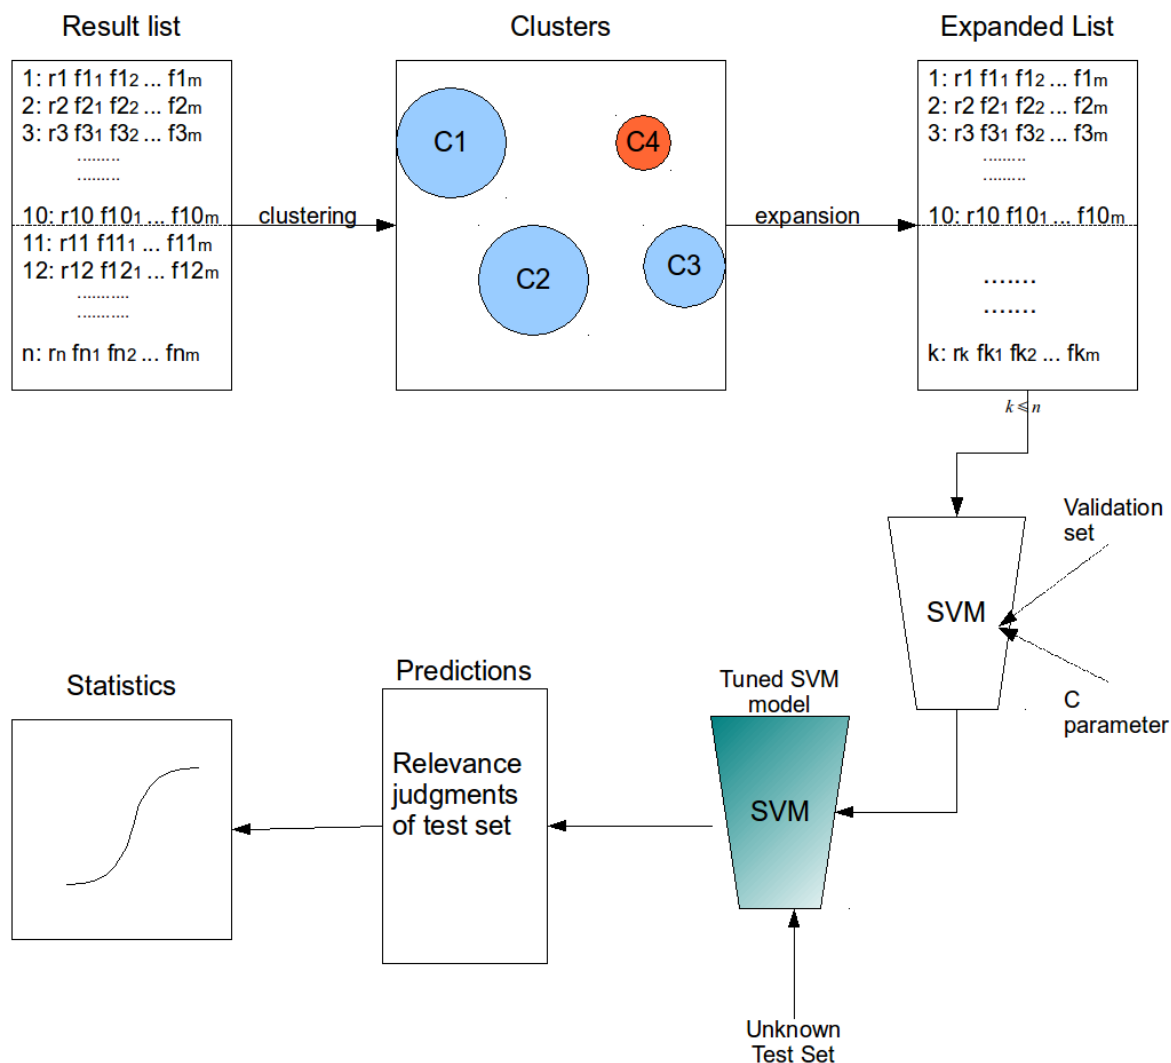 Result list
1: r1 f11 f12 ... f1m
2: r2 f21 f22 ... f2m
3: r3 f31 f32 ... f3m
.........
.........
10: r10 f101 ... f10m
11: r11 f111 ... f11m
12: r12 f121 ... f12m
...........
...........
n: rn fn1 fn2 ... fnm
clustering
Clusters
C1
C4
C2
C3
expansion
Expanded List
1: r1 f11 f12 ... f1m
2: r2 f21 f22 ... f2m
3: r3 f31 f32 ... f3m
.........
.........
10: r10 f101 ... f10m
.......
.......
k: rk fk1 fk2 ... fkm
k ⩽ n
Validation
set
SVM
C
parameter
Tuned SVM
model
SVM
Unknown
Test Set
Predictions
Relevance
judgments
of test set
Statistics